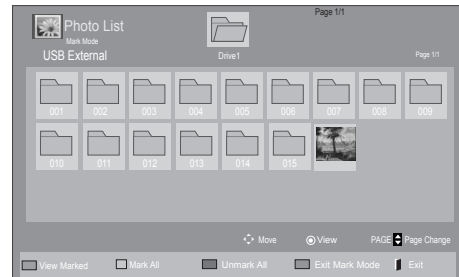 Page 1/1
Photo List
Mark Mode
USB External
Drive1
Page 1/1
001 002 003 004 005 006 007 008 009
010 011 012 013 014 015
Move View PAGE Page Change
View Marked Mark All Unmark All Exit Mark Mode Exit